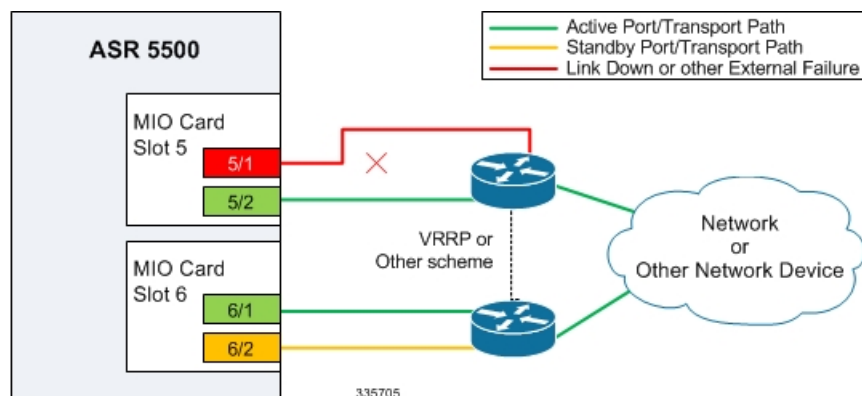 ASR 5500
Active Port/Transport Path
Standby Port/Transport Path
Link Down or other External Failure
MIO Card
Slot 5
5/1
5/2
VRRP or
Other scheme
Network
or
Other Network Device
MIO Card
Slot 6
6/1
6/2
335705